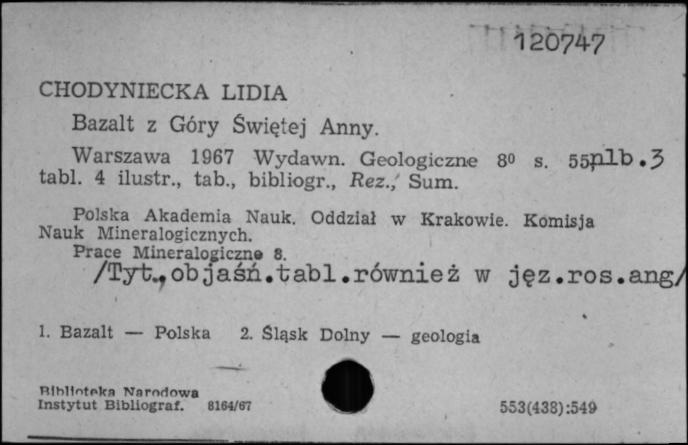 120747
CHODYNIECKA LIDIA
Bazalt z Góry Świętej Anny.
Warszawa 1967 Wydawn. Geologiczne 8⁰ s. 55nlb.3
tabl. 4 ilustr., tab., bibliogr., Rez., Sum.
Polska Akademia Nauk. Oddział w Krakowie. Komisja
Nauk Mineralogicznych.
Prace Mineralogiczne 8.
/Tyt., objaśń.tabl.również w jęz.ros.ang/
1. Bazalt — Polska 2. Śląsk Dolny — geologia
Biblioteka Narodowa
Instytut Bibliograf. 8164/67
553(438):549